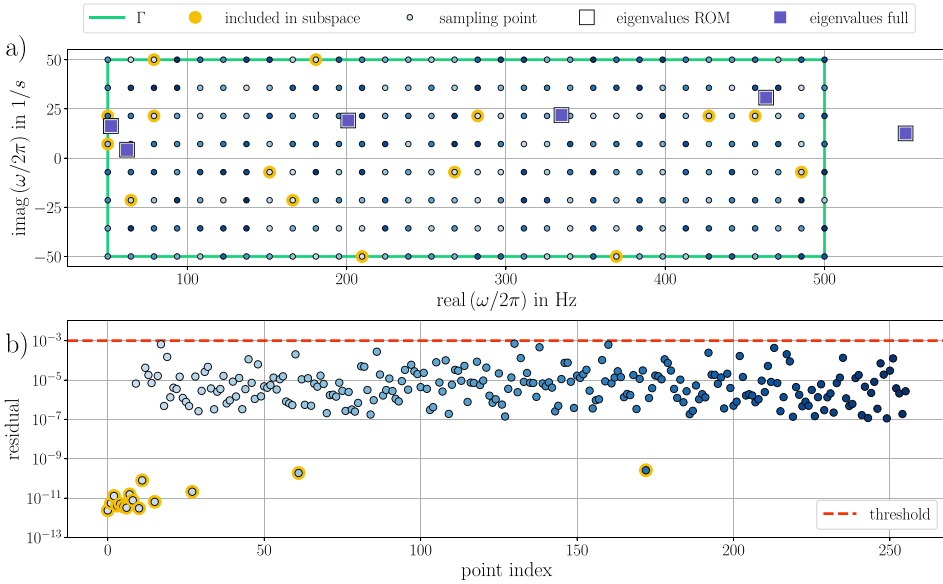 Γ included in subspace sampling point eigenvalues ROM eigenvalues full
a)
imag (ω/2π) in 1/s
50
25
0
−25
−50
100 200 300 400 500
real (ω/2π) in Hz
b)
residual
10⁻³
10⁻⁵
10⁻⁷
10⁻⁹
10⁻¹¹
10⁻¹³
threshold
0 50 100 150 200 250
point index